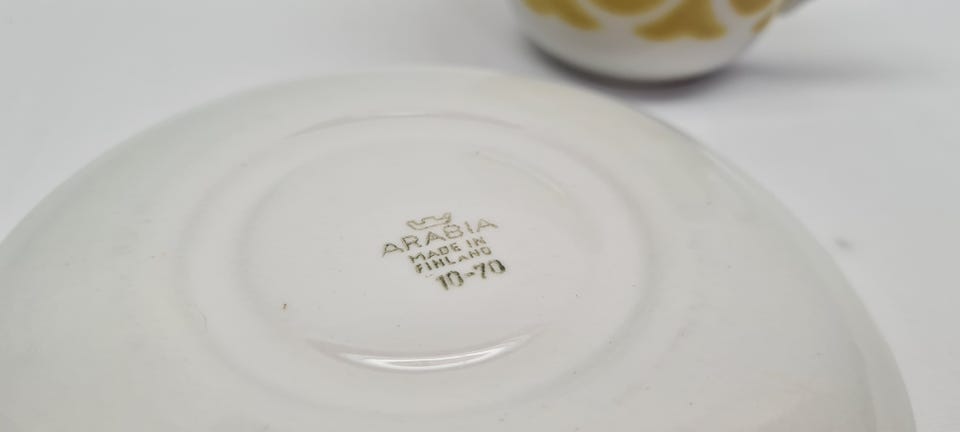 ARABIA
MADE IN
FINLAND
10-70